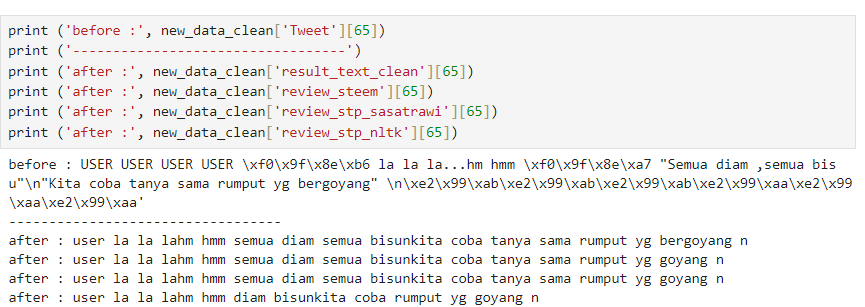 print ('before :', new_data_clean['Tweet'][65])
print ('----------------------------------')
print ('after :', new_data_clean['result_text_clean'][65])
print ('after :', new_data_clean['review_steem'][65])
print ('after :', new_data_clean['review_stp_sasatrawi'][65])
print ('after :', new_data_clean['review_stp_nltk'][65])
before : USER USER USER USER \xf0\x9f\x8e\xb6 la la la...hm hmm \xf0\x9f\x8e\xa7 "Semua diam ,semua bis
u"\n"Kita coba tanya sama rumput yg bergoyang" \n\xe2\x99\xab\xe2\x99\xab\xe2\x99\xab\xe2\x99\xaa\xe2\x99
\xaa\xe2\x99\xaa'
----------------------------------
after : user la la lahm hmm semua diam semua bisunkita coba tanya sama rumput yg bergoyang n
after : user la la lahm hmm semua diam semua bisunkita coba tanya sama rumput yg goyang n
after : user la la lahm hmm semua diam semua bisunkita coba tanya sama rumput yg goyang n
after : user la la lahm hmm diam bisunkita coba rumput yg goyang n